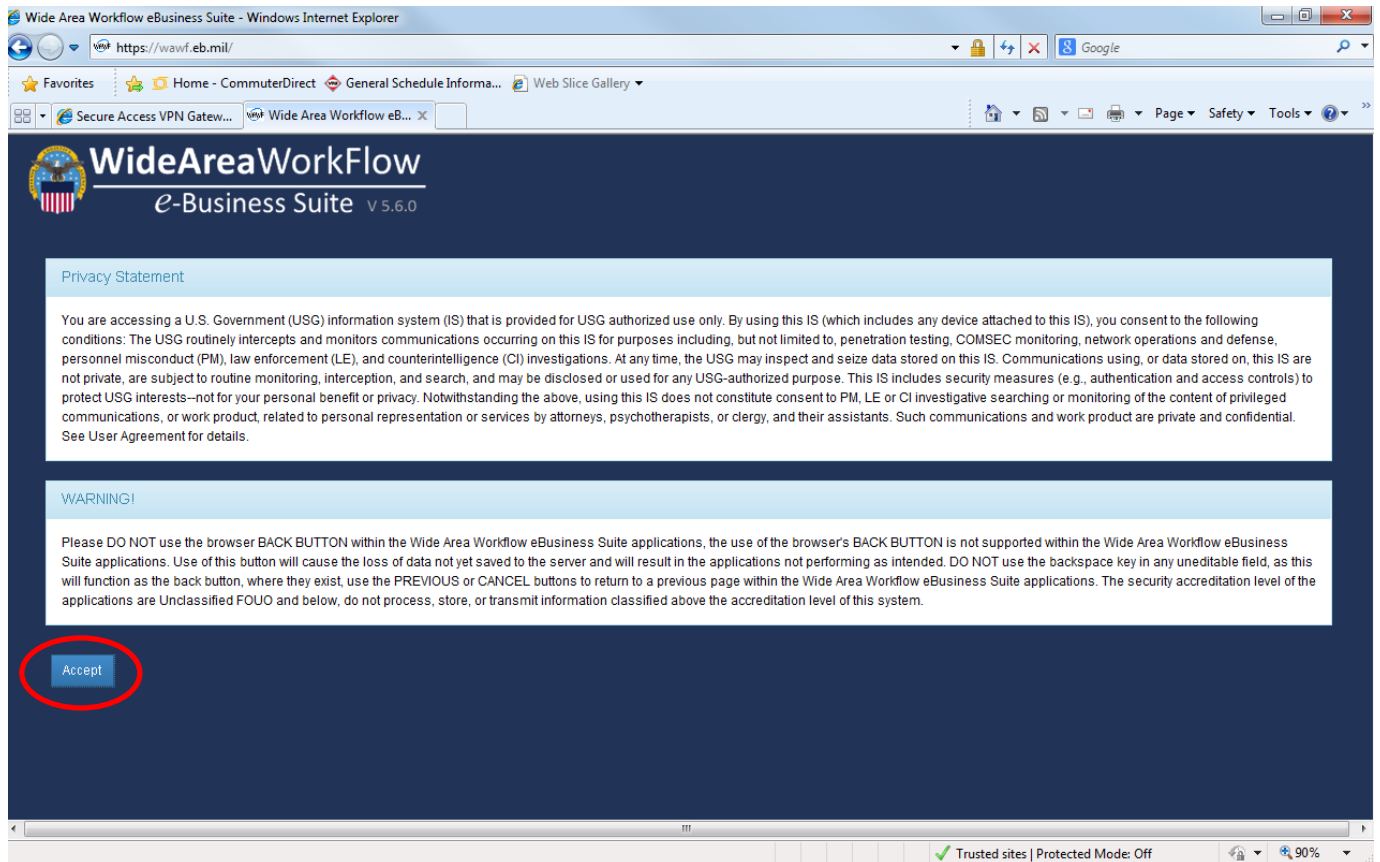 Wide Area Workflow eBusiness Suite - Windows Internet Explorer
https://wawf.eb.mil/
Google
Favorites Home - CommuterDirect General Schedule Informa... Web Slice Gallery
Secure Access VPN Gatew... Wide Area Workflow eB... Page Safety Tools
WideAreaWorkFlow
e-Business Suite V 5.6.0
Privacy Statement
You are accessing a U.S. Government (USG) information system (IS) that is provided for USG authorized use only. By using this IS (which includes any device attached to this IS), you consent to the following
conditions: The USG routinely intercepts and monitors communications occurring on this IS for purposes including, but not limited to, penetration testing, COMSEC monitoring, network operations and defense,
personnel misconduct (PM), law enforcement (LE), and counterintelligence (CI) investigations. At any time, the USG may inspect and seize data stored on this IS. Communications using, or data stored on, this IS are
not private, are subject to routine monitoring, interception, and search, and may be disclosed or used for any USG-authorized purpose. This IS includes security measures (e.g., authentication and access controls) to
protect USG interests--not for your personal benefit or privacy. Notwithstanding the above, using this IS does not constitute consent to PM, LE or CI investigative searching or monitoring of the content of privileged
communications, or work product, related to personal representation or services by attorneys, psychotherapists, or clergy, and their assistants. Such communications and work product are private and confidential.
See User Agreement for details.
WARNING!
Please DO NOT use the browser BACK BUTTON within the Wide Area Workflow eBusiness Suite applications, the use of the browser's BACK BUTTON is not supported within the Wide Area Workflow eBusiness
Suite applications. Use of this button will cause the loss of data not yet saved to the server and will result in the applications not performing as intended. DO NOT use the backspace key in any uneditable field, as this
will function as the back button, where they exist, use the PREVIOUS or CANCEL buttons to return to a previous page within the Wide Area Workflow eBusiness Suite applications. The security accreditation level of the
applications are Unclassified FOUO and below, do not process, store, or transmit information classified above the accreditation level of this system.
Accept
Trusted sites | Protected Mode: Off 90%